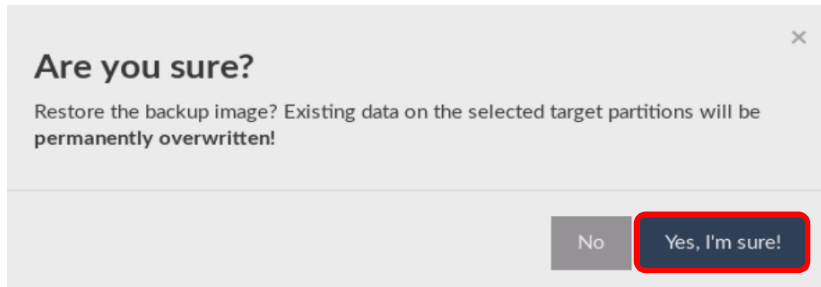 ×
Are you sure?
Restore the backup image? Existing data on the selected target partitions will be
permanently overwritten!
No
Yes, I'm sure!